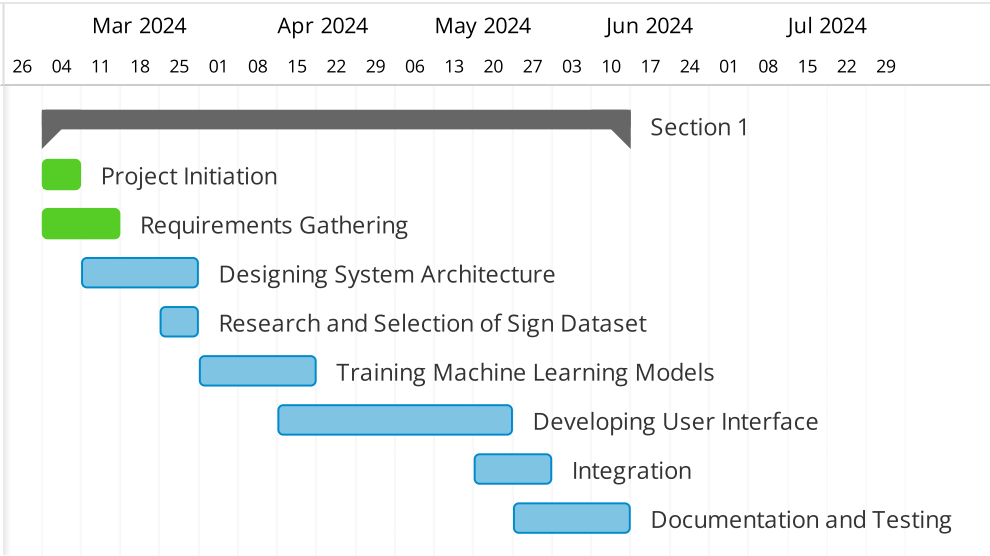 Mar 2024 Apr 2024 May 2024 Jun 2024 Jul 2024
26 04 11 18 25 01 08 15 22 29 06 13 20 27 03 10 17 24 01 08 15 22 29
Section 1
Project Initiation
Requirements Gathering
Designing System Architecture
Research and Selection of Sign Dataset
Training Machine Learning Models
Developing User Interface
Integration
Documentation and Testing